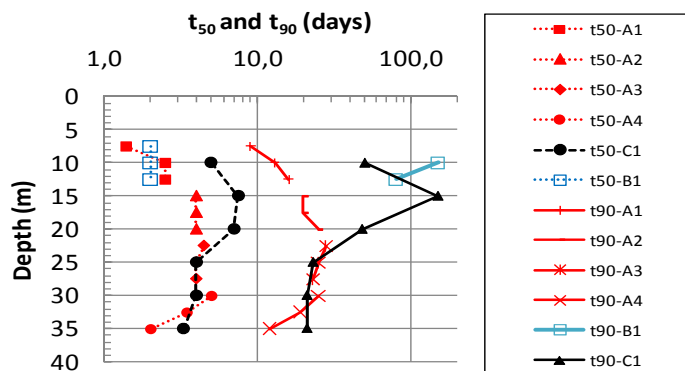 t50 and t90 (days)
1,0 10,0 100,0
0
5
10
15
20
25
30
35
40
Depth (m)
t50-A1
t50-A2
t50-A3
t50-A4
t50-C1
t50-B1
t90-A1
t90-A2
t90-A3
t90-A4
t90-B1
t90-C1